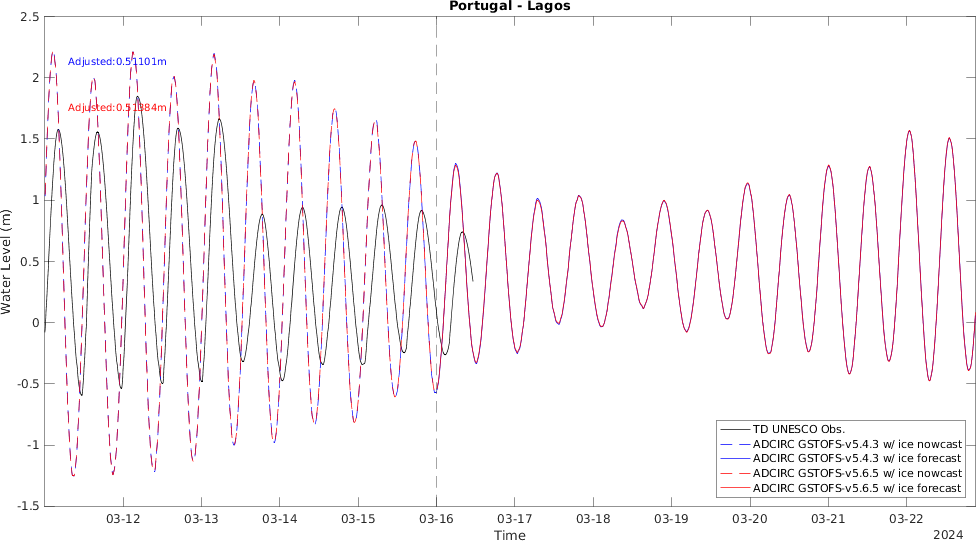 Portugal - Lagos
2.5
2
1.5
1
0.5
0
-0.5
-1
-1.5
Water Level (m)
Adjusted:0.51101m
Adjusted:0.51384m
TD UNESCO Obs.
ADCIRC GSTOFS-v5.4.3 w/ ice nowcast
ADCIRC GSTOFS-v5.4.3 w/ ice forecast
ADCIRC GSTOFS-v5.6.5 w/ ice nowcast
ADCIRC GSTOFS-v5.6.5 w/ ice forecast
03-12 03-13 03-14 03-15 03-16 03-17 03-18 03-19 03-20 03-21 03-22
Time
2024